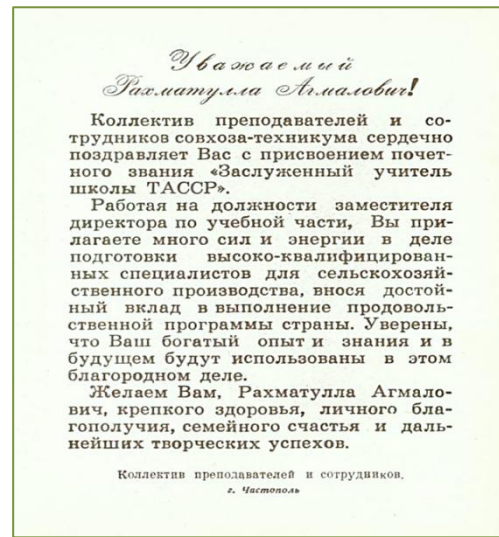 Уважаемый
Рахматулла Агмалович!
Коллектив преподавателей и со-
трудников совхоза-техникума сердечно
поздравляет Вас с присвоением почет-
ного звания «Заслуженный учитель
школы ТАССР».
Работая на должности заместителя
директора по учебной части, Вы при-
лагаете много сил и энергии в деле
подготовки высоко-квалифицирован-
ных специалистов для сельскохозяй-
ственного производства, внося достой-
ный вклад в выполнение продоволь-
ственной программы страны. Уверены,
что Ваш богатый опыт и знания и в
будущем будут использованы в этом
благородном деле.
Желаем Вам, Рахматулла Агмало-
вич, крепкого здоровья, личного бла-
гополучия, семейного счастья и даль-
нейших творческих успехов.
Коллектив преподавателей и сотрудников.
г. Частополь